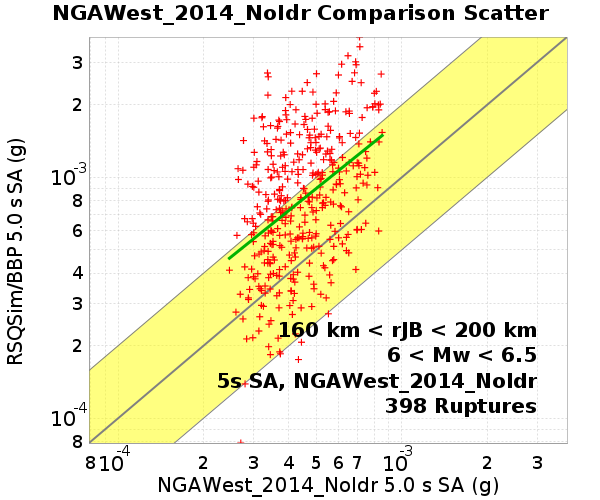 NGAWest_2014_NoIdr Comparison Scatter
RSQSim/BBP 5.0 s SA (g)
3
2
10-3
8
6
4
3
2
10-4
8
160 km < rJB < 200 km
6 < Mw < 6.5
5s SA, NGAWest_2014_NoIdr
398 Ruptures
8 10-4 2 3 4 5 6 7 10-3 2 3
NGAWest_2014_NoIdr 5.0 s SA (g)